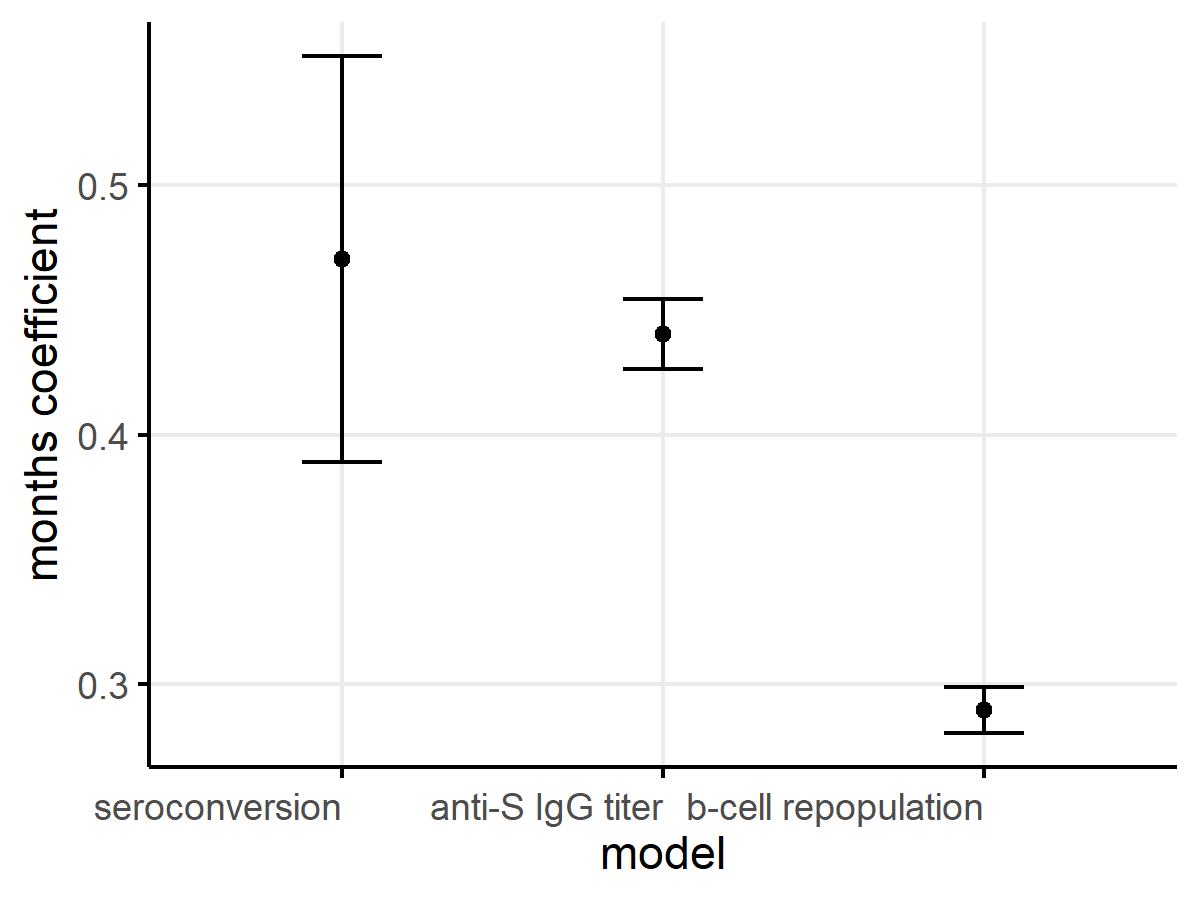 months coefficient
0.5
0.4
0.3
seroconversion
anti-S IgG titer
b-cell repopulation
model